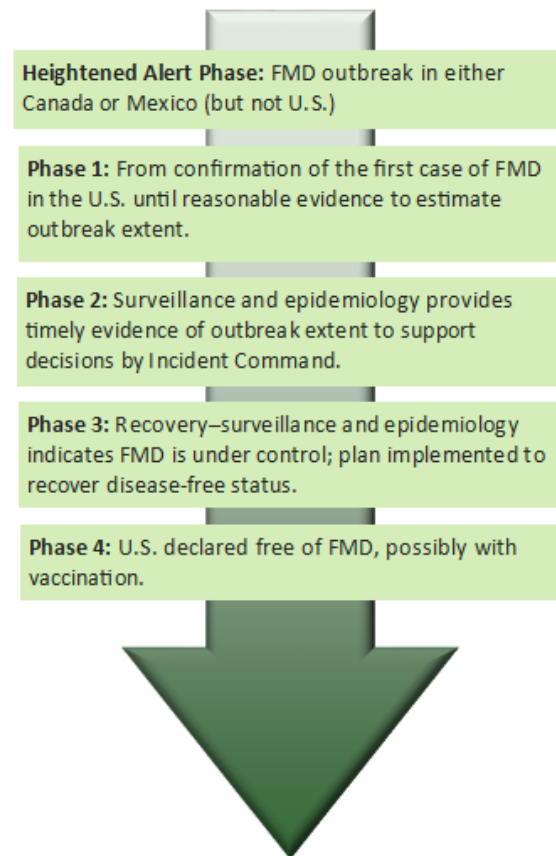 Heightened Alert Phase: FMD outbreak in either
Canada or Mexico (but not U.S.)
Phase 1: From confirmation of the first case of FMD
in the U.S. until reasonable evidence to estimate
outbreak extent.
Phase 2: Surveillance and epidemiology provides
timely evidence of outbreak extent to support
decisions by Incident Command.
Phase 3: Recovery–surveillance and epidemiology
indicates FMD is under control; plan implemented to
recover disease-free status.
Phase 4: U.S. declared free of FMD, possibly with
vaccination.